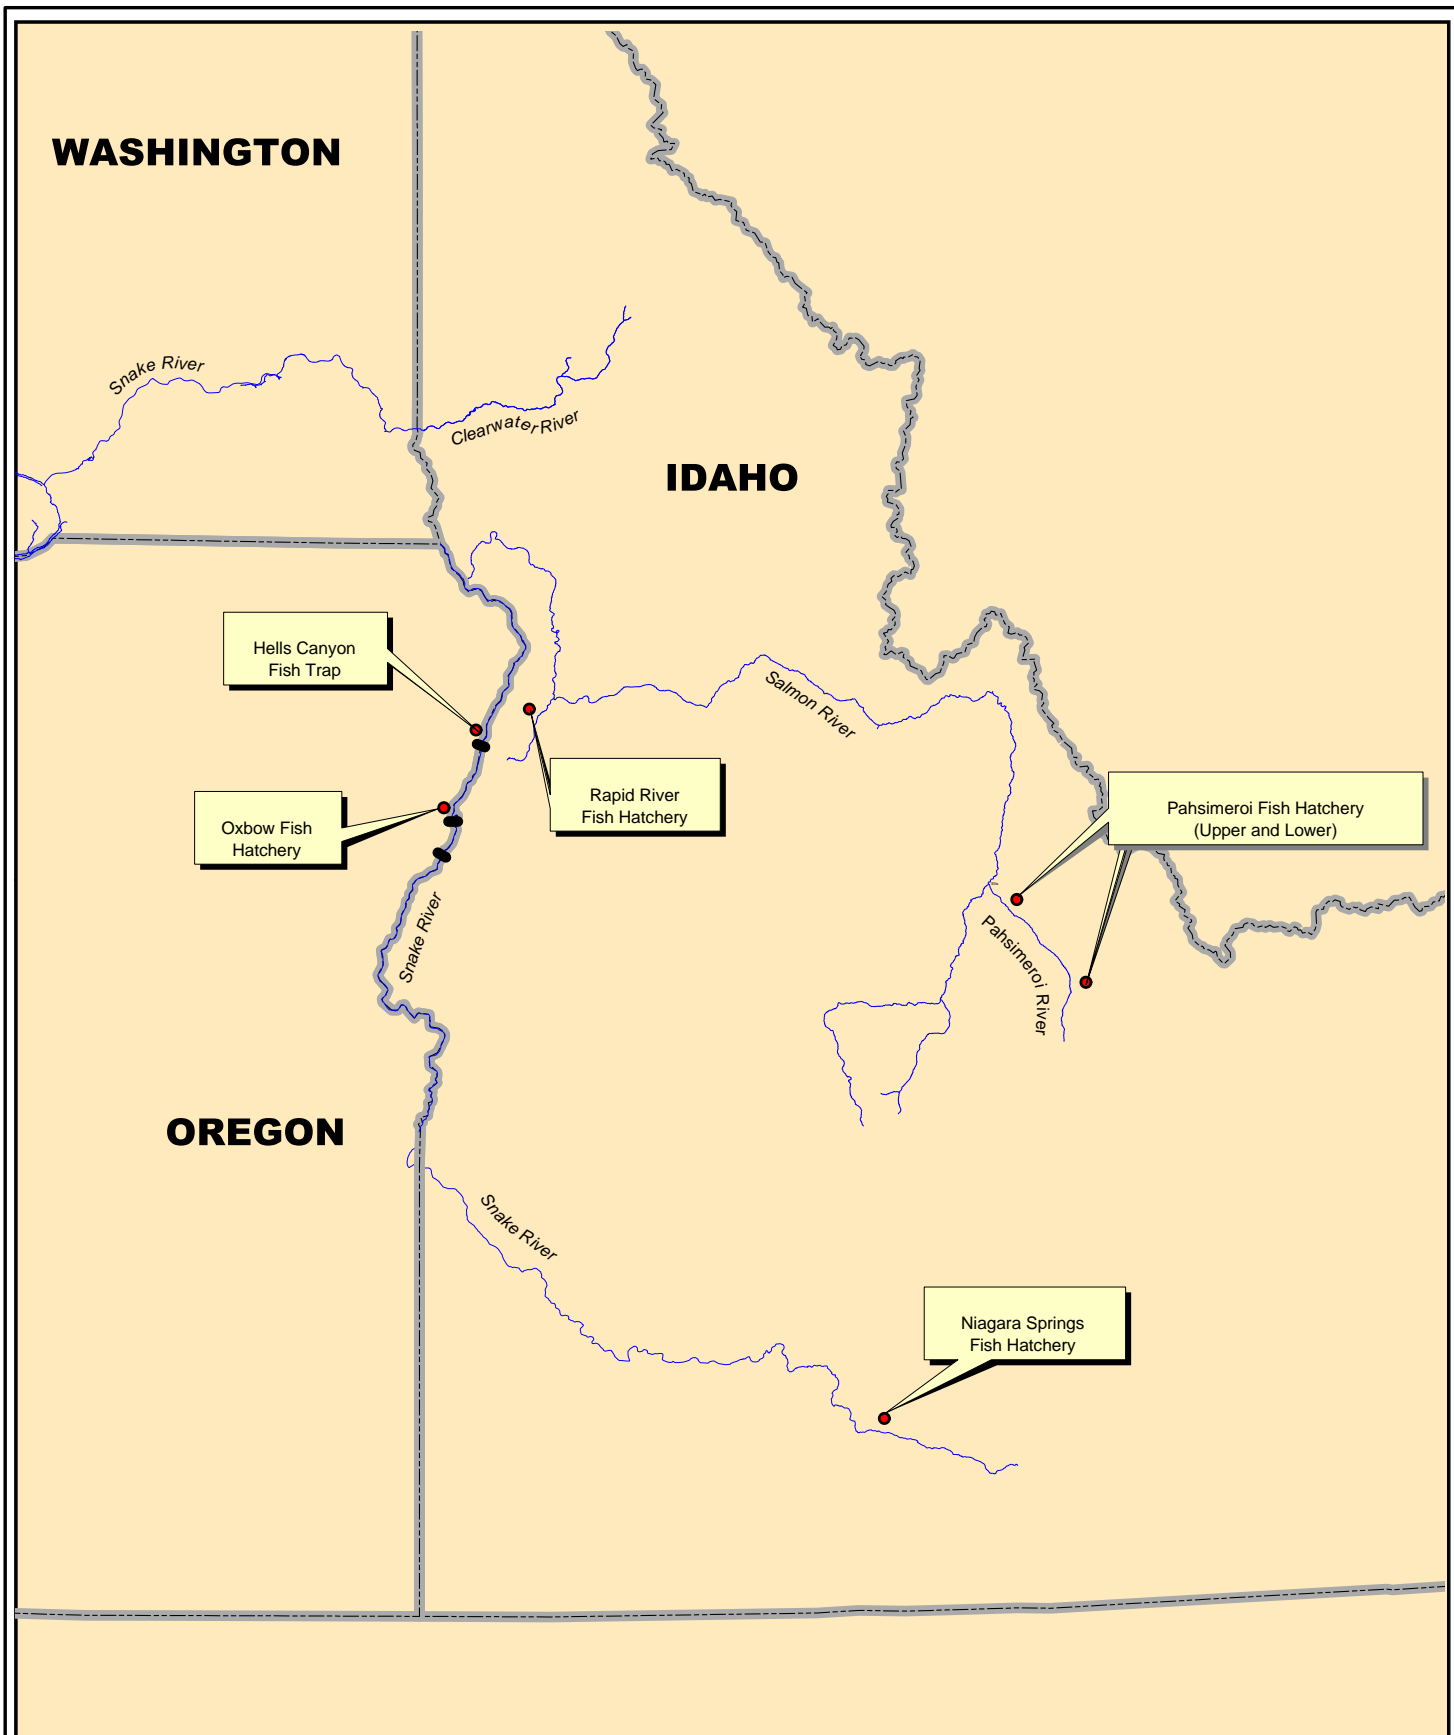 WASHINGTON
Snake River
Clearwater River
IDAHO
Hells Canyon
Fish Trap
Salmon River
Rapid River
Fish Hatchery
Pahsimeroi Fish Hatchery
(Upper and Lower)
Oxbow Fish
Hatchery
Snake River
Pahsimeroi River
OREGON
Snake River
Niagara Springs
Fish Hatchery